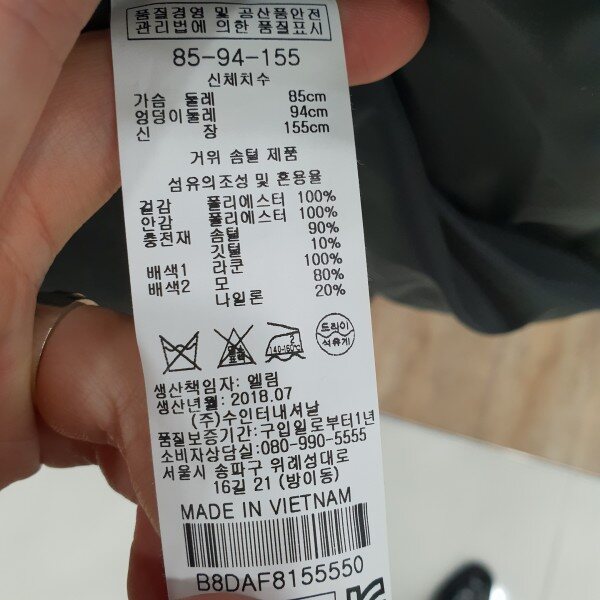 품질경영 및 공산품안전
관리법에 의한 품질표시
85-94-155
신체치수
가슴 둘레 85cm
엉덩이둘레 94cm
신 장 155cm
거위 솜털 제품
섬유의조성 및 혼용율
겉감 폴리에스터 100%
안감 폴리에스터 100%
충전재 솜털 90%
깃털 10%
배색1 라쿤 100%
배색2 모 80%
나일론 20%
2
140-160℃
드라이
석유계
생산책임자: 엘림
생산년월: 2018.07
(주)수인터내셔날
품질보증기간:구입일로부터1년
소비자상담실:080-990-5555
서울시 송파구 위례성대로
16길 21 (방이동)
MADE IN VIETNAM
B8DAF8155550